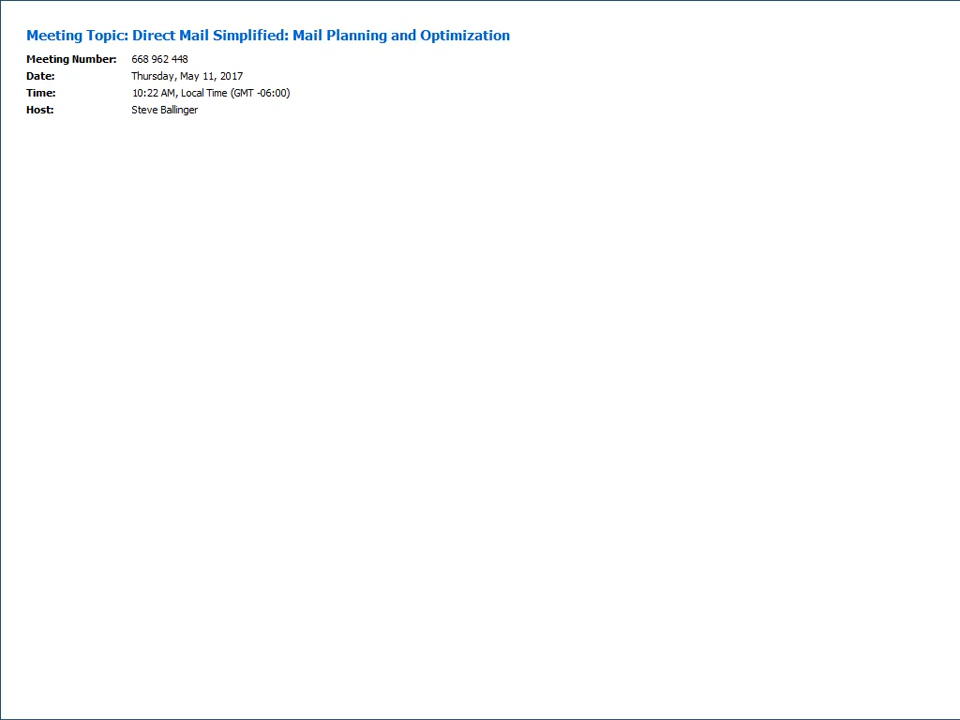 Meeting Topic: Direct Mail Simplified: Mail Planning and Optimization
Meeting Number: 668 962 448
Date: Thursday, May 11, 2017
Time: 10:22 AM, Local Time (GMT -06:00)
Host: Steve Ballinger